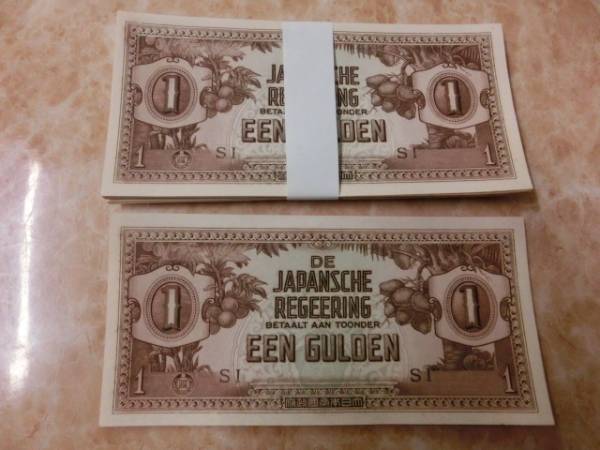 1 JAPANSCHE 1
REGEERING
BETAALT TOONDER
EEN GULDEN
1 SI SI 1
DE
1 JAPANSCHE 1
REGEERING
BETAALT AAN TOONDER
EEN GULDEN
1 SI SI 1